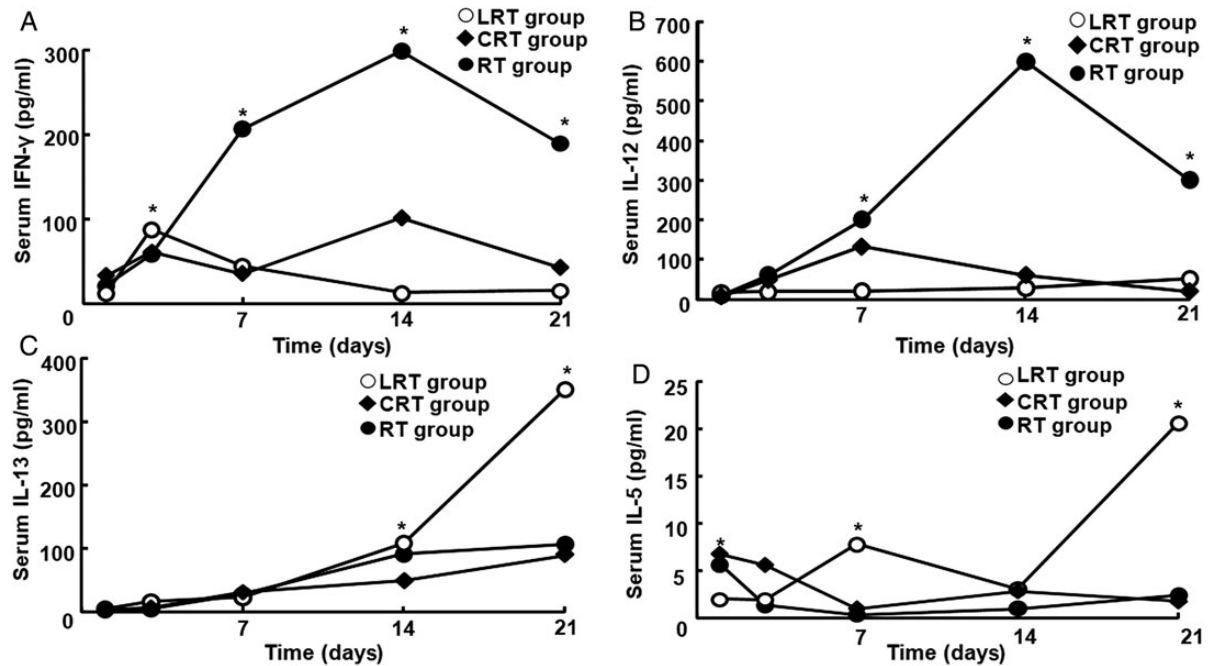 A
LRT group
CRT group
RT group
*
*
*
*
300
200
100
0
7
14
21
Serum IFN-γ (pg/ml)
Time (days)
B
LRT group
CRT group
RT group
*
*
*
700
600
500
400
300
200
100
0
7
14
21
Serum IL-12 (pg/ml)
Time (days)
C
LRT group
CRT group
RT group
*
*
400
300
200
100
0
7
14
21
Serum IL-13 (pg/ml)
Time (days)
D
LRT group
CRT group
RT group
*
*
*
25
20
15
10
5
0
7
14
21
Serum IL-5 (pg/ml)
Time (days)